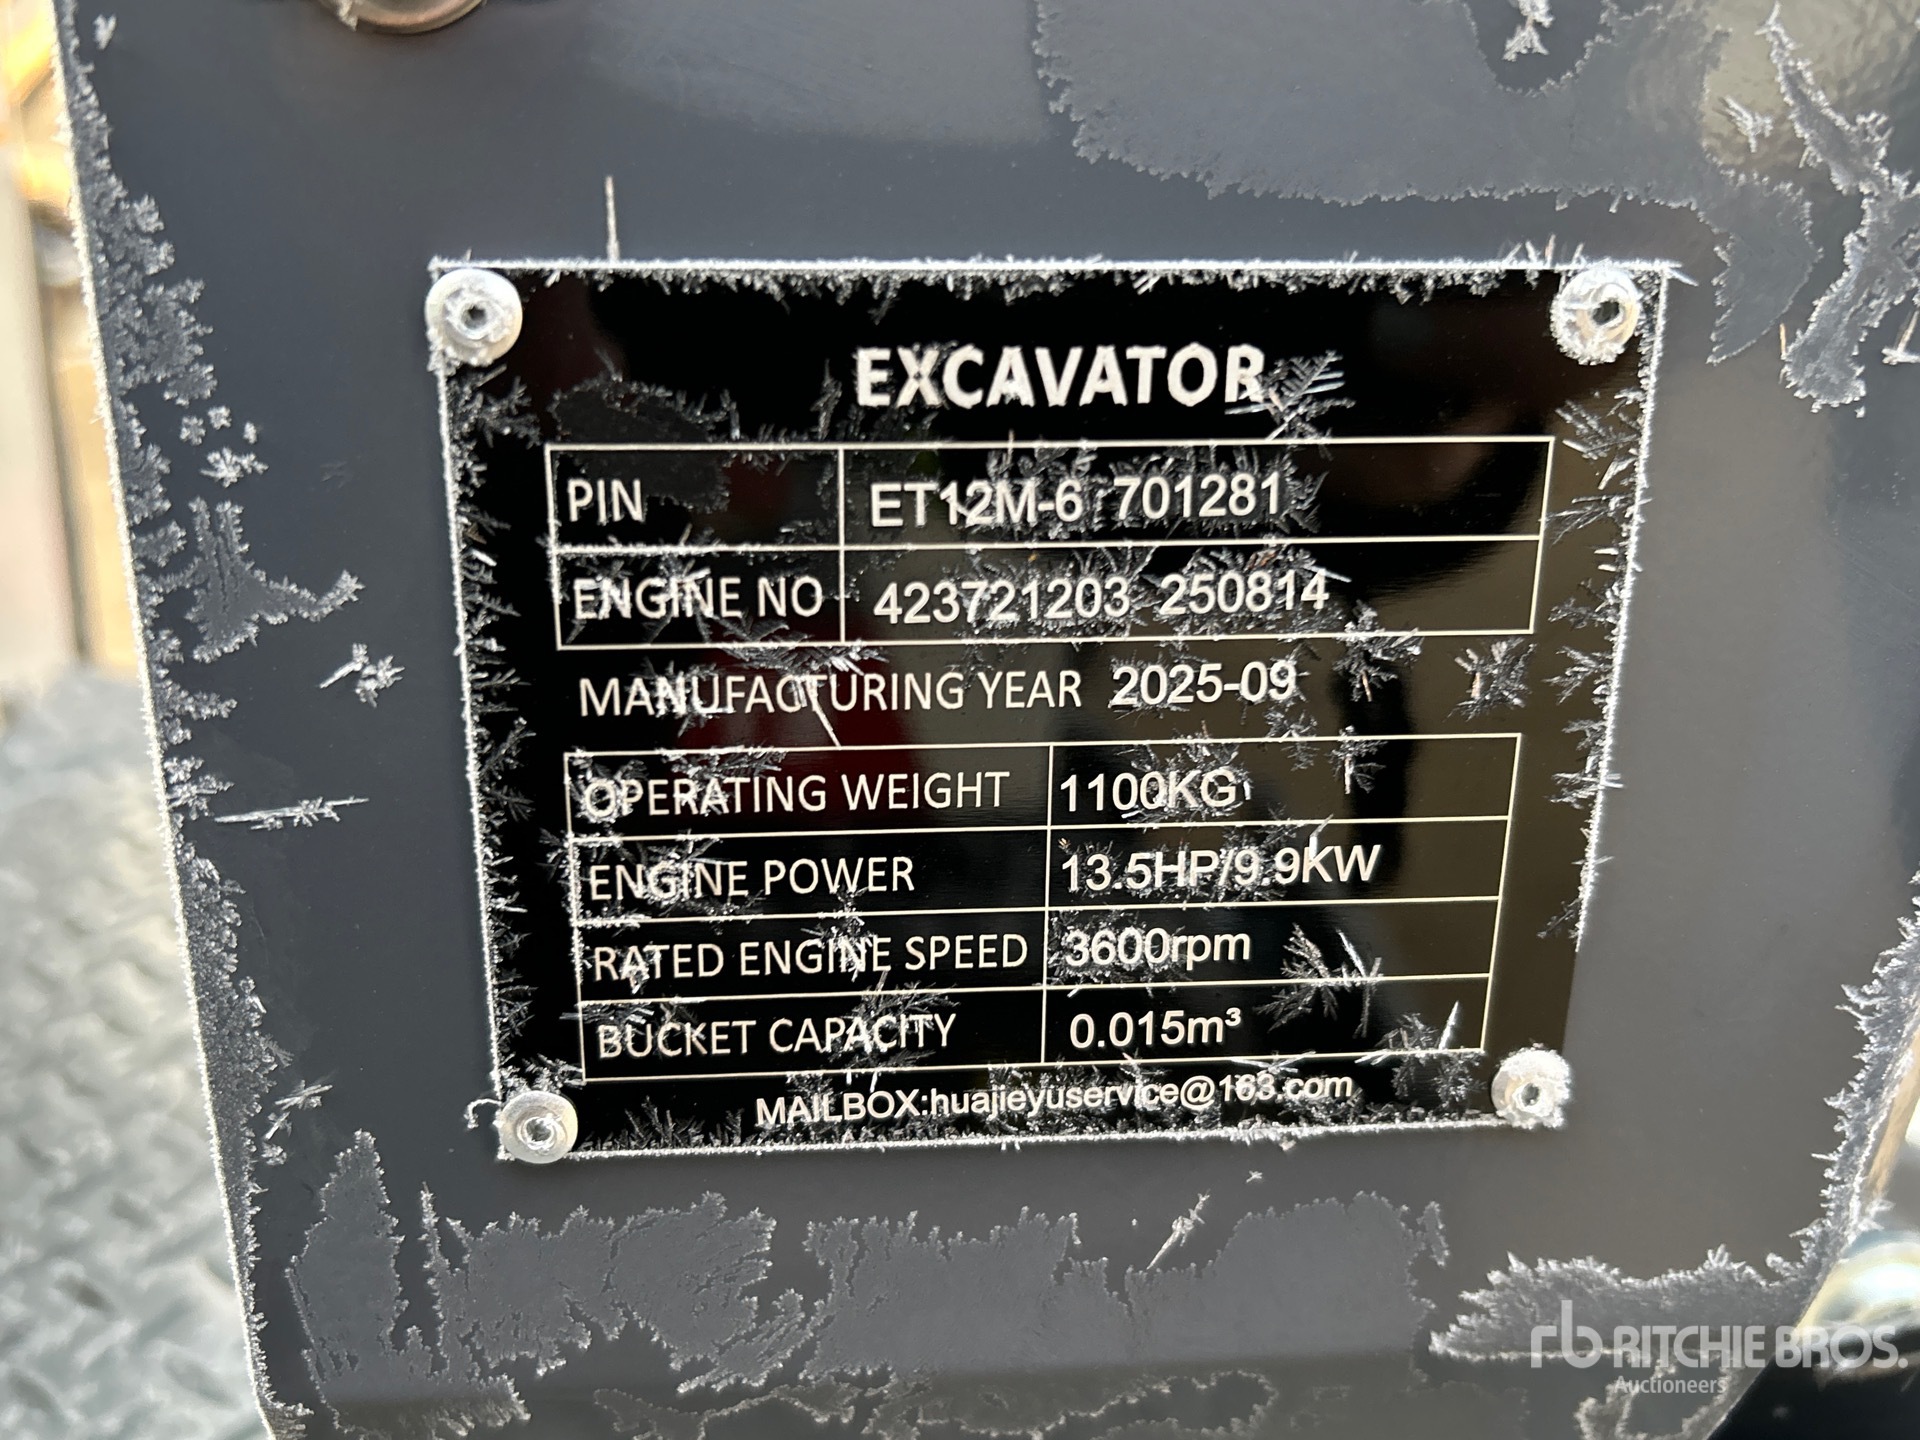 EXCAVATOR
PIN ET12M-6 701281
ENGINE NO 423721203 250814
MANUFACTURING YEAR 2025-09
OPERATING WEIGHT 1100KG
ENGINE POWER 13.5HP/9.9KW
RATED ENGINE SPEED 3600rpm
BUCKET CAPACITY 0.015m³
MAILBOX:huajieyuservice@163.com
rb RITCHIE BROS.
Auctioneers